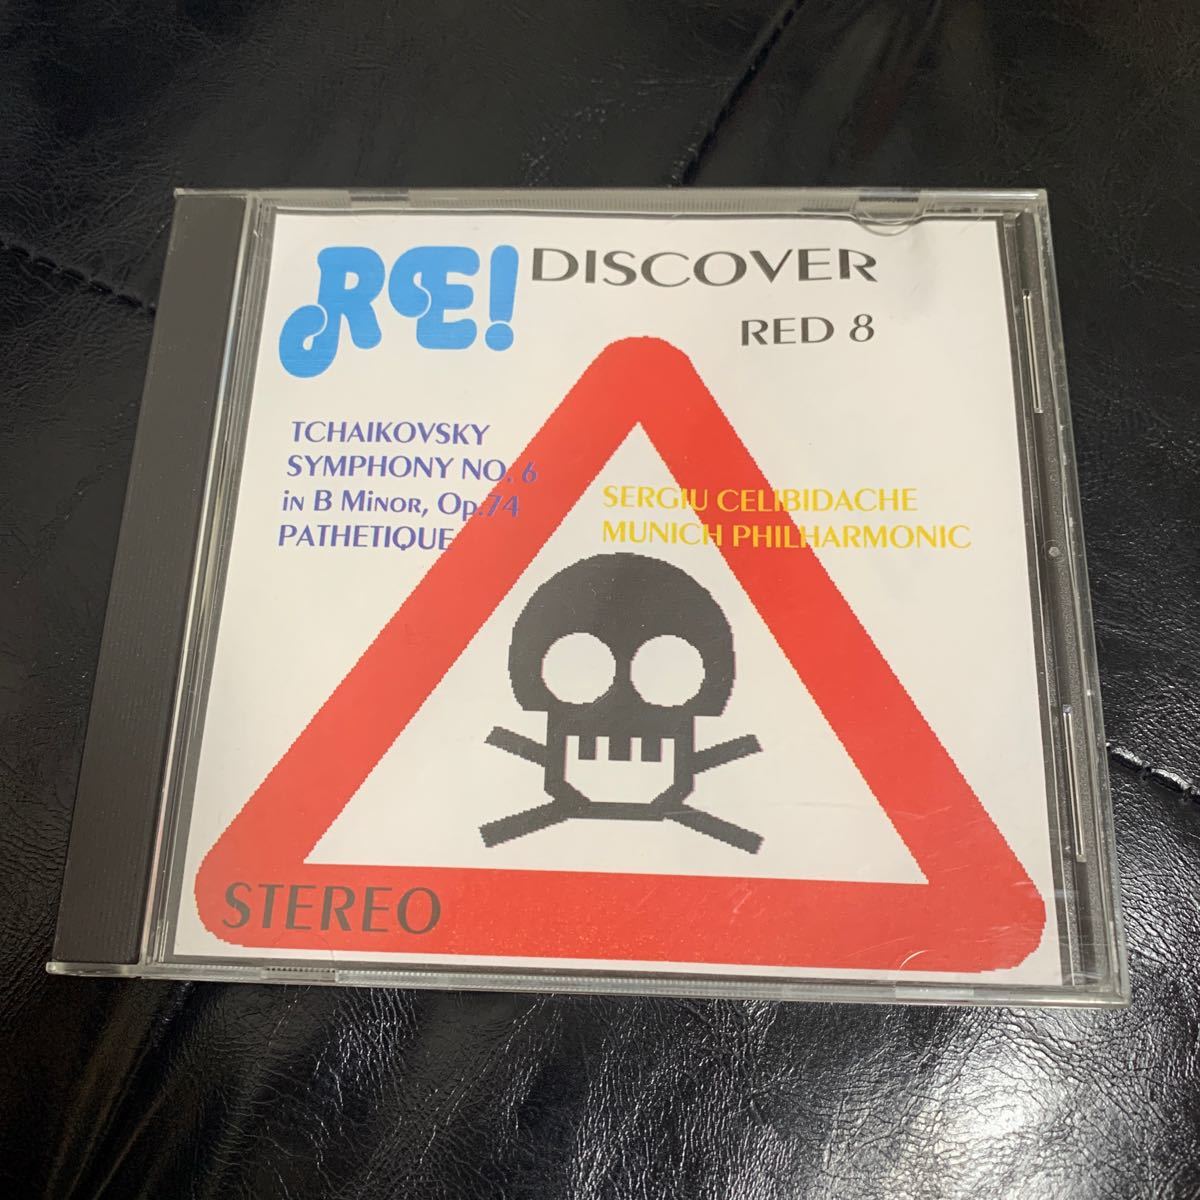 RE! DISCOVER
RED 8
TCHAIKOVSKY
SYMPHONY NO. 6
in B Minor, Op.74
PATHETIQUE
SERGIU CELIBIDACHE
MUNICH PHILHARMONIC
STEREO